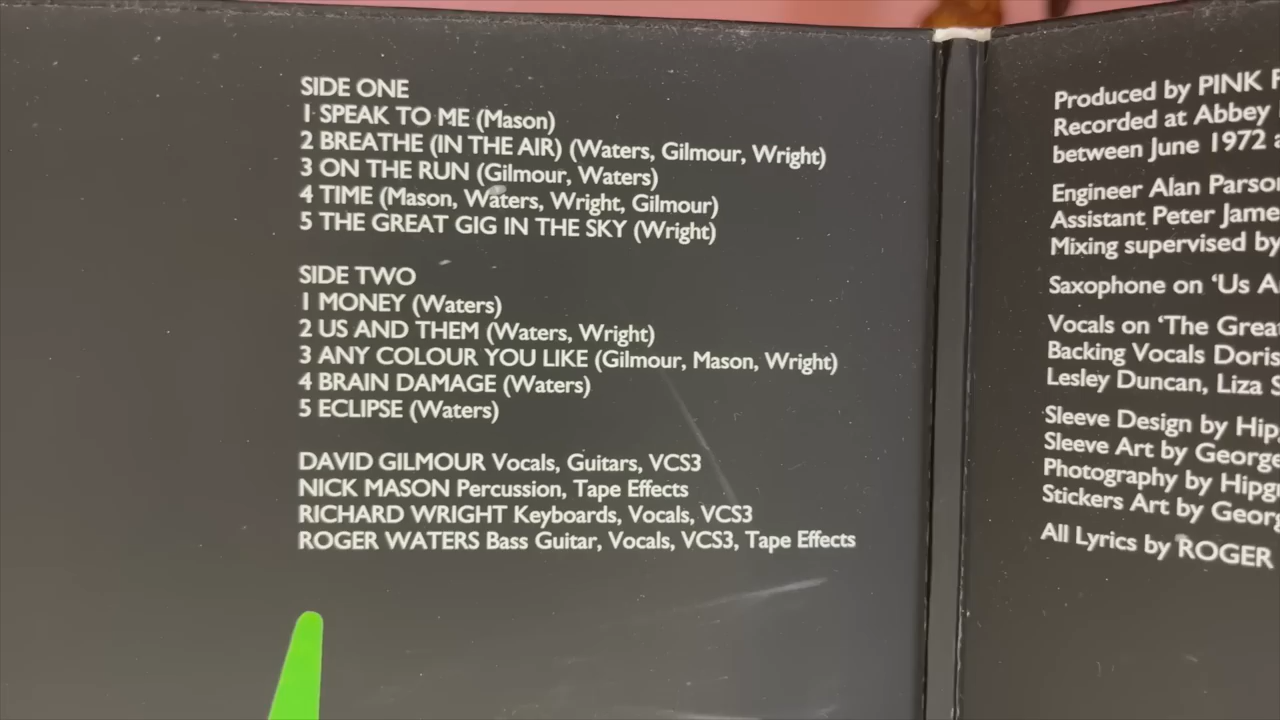 SIDE ONE
1 SPEAK TO ME (Mason)
2 BREATHE (IN THE AIR) (Waters, Gilmour, Wright)
3 ON THE RUN (Gilmour, Waters)
4 TIME (Mason, Waters, Wright, Gilmour)
5 THE GREAT GIG IN THE SKY (Wright)
SIDE TWO
1 MONEY (Waters)
2 US AND THEM (Waters, Wright)
3 ANY COLOUR YOU LIKE (Gilmour, Mason, Wright)
4 BRAIN DAMAGE (Waters)
5 ECLIPSE (Waters)
DAVID GILMOUR Vocals, Guitars, VCS3
NICK MASON Percussion, Tape Effects
RICHARD WRIGHT Keyboards, Vocals, VCS3
ROGER WATERS Bass Guitar, Vocals, VCS3, Tape Effects
Produced by PINK
Recorded at Abbey
between June 1972
Engineer Alan
Assistant Peter
Mixing supervised by
Saxophone on 'Us
Vocals on 'The
Backing Vocals Doris
Lesley Duncan, Liza
Sleeve Design by
Sleeve Art by George
Photography by
Stickers Art by
All Lyrics by ROGER